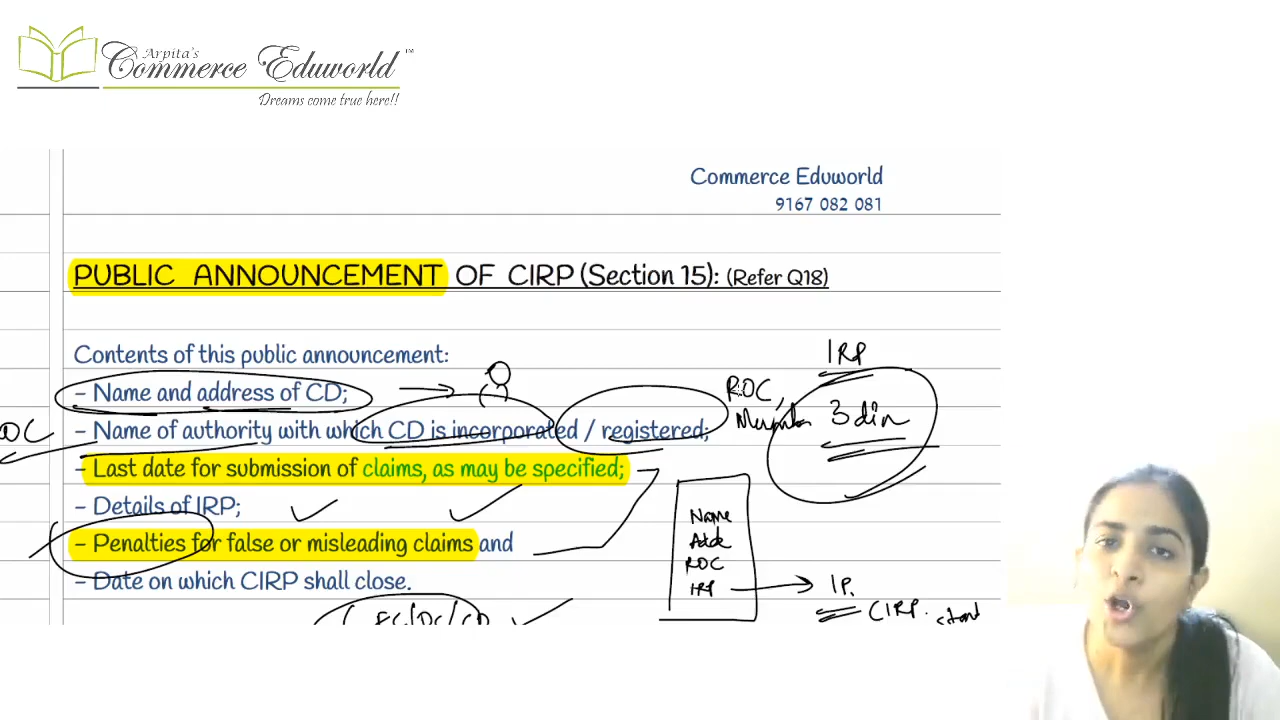 Arpita's
Commerce Eduworld™
Dreams come true here!!
Commerce Eduworld
9167 082 081
PUBLIC ANNOUNCEMENT OF CIRP (Section 15): (Refer Q18)
Contents of this public announcement:
IRP
- Name and address of CD;
ROC,
3 din
- Name of authority with which CD is incorporated / registered;
- Last date for submission of claims, as may be specified;
- Details of IRP;
Name
- Penalties for false or misleading claims and
ROC
- Date on which CIRP shall close.
IRP
IP.
CIRP.